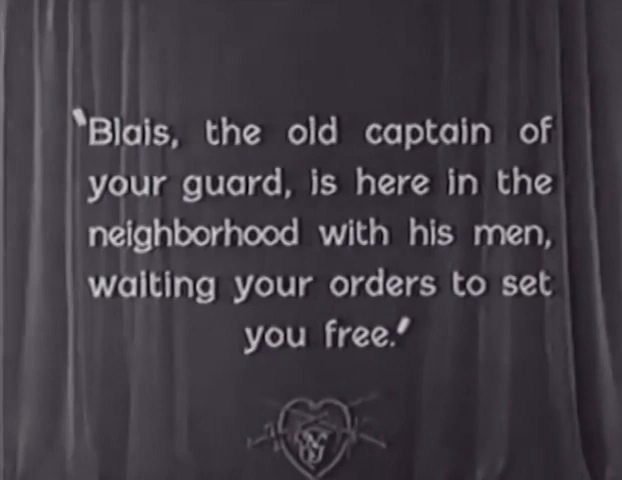 'Blais, the old captain of
your guard, is here in the
neighborhood with his men,
waiting your orders to set
you free.'